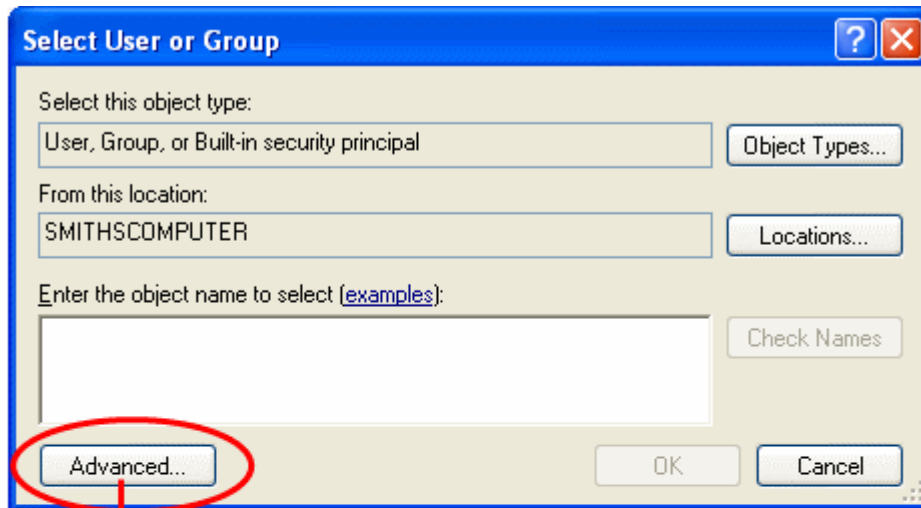 Select User or Group
Select this object type:
User, Group, or Built-in security principal
Object Types...
From this location:
SMITHSCOMPUTER
Locations...
Enter the object name to select (examples):
Check Names
Advanced...
OK
Cancel